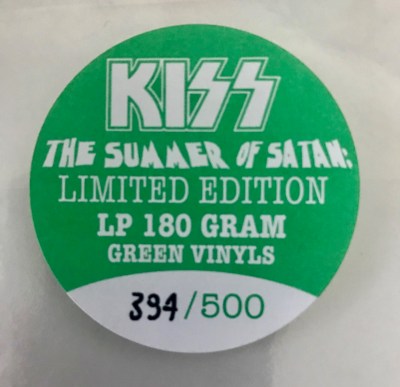 KISS
THE SUMMER OF SATAN:
LIMITED EDITION
LP 180 GRAM
GREEN VINYLS
394/500